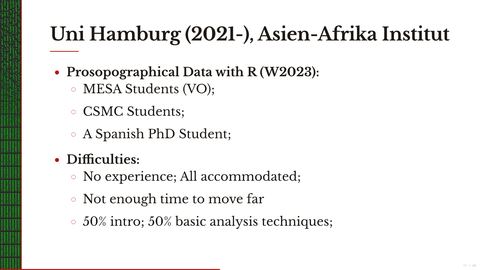 Uni Hamburg (2021-), Asien-Afrika Institut
• Prosopographical Data with R (W2023):
○ MESA Students (VO);
○ CSMC Students;
○ A Spanish PhD Student;
• Difficulties:
○ No experience; All accommodated;
○ Not enough time to move far
○ 50% intro; 50% basic analysis techniques;